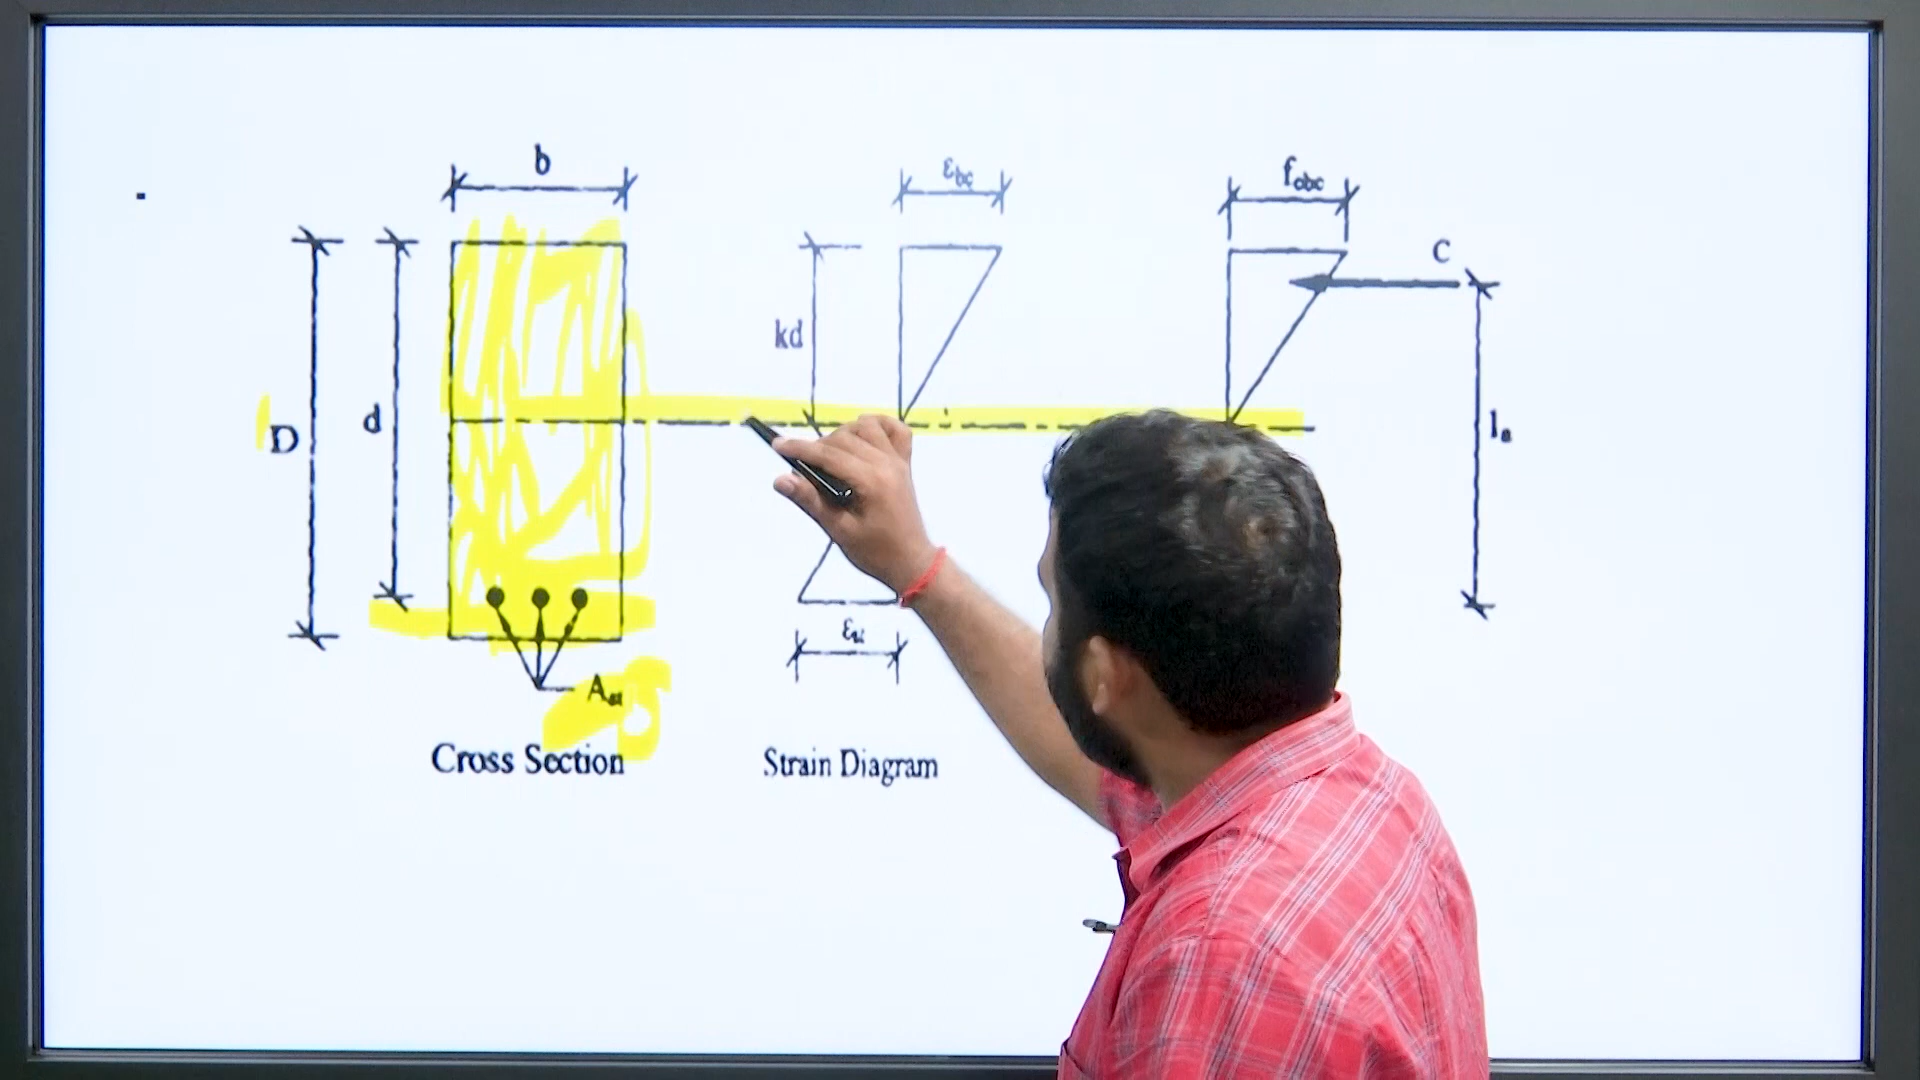 b
ε_bc
f_cbc
C
kd
d
D
l_a
ε_st
A_st
Cross Section
Strain Diagram